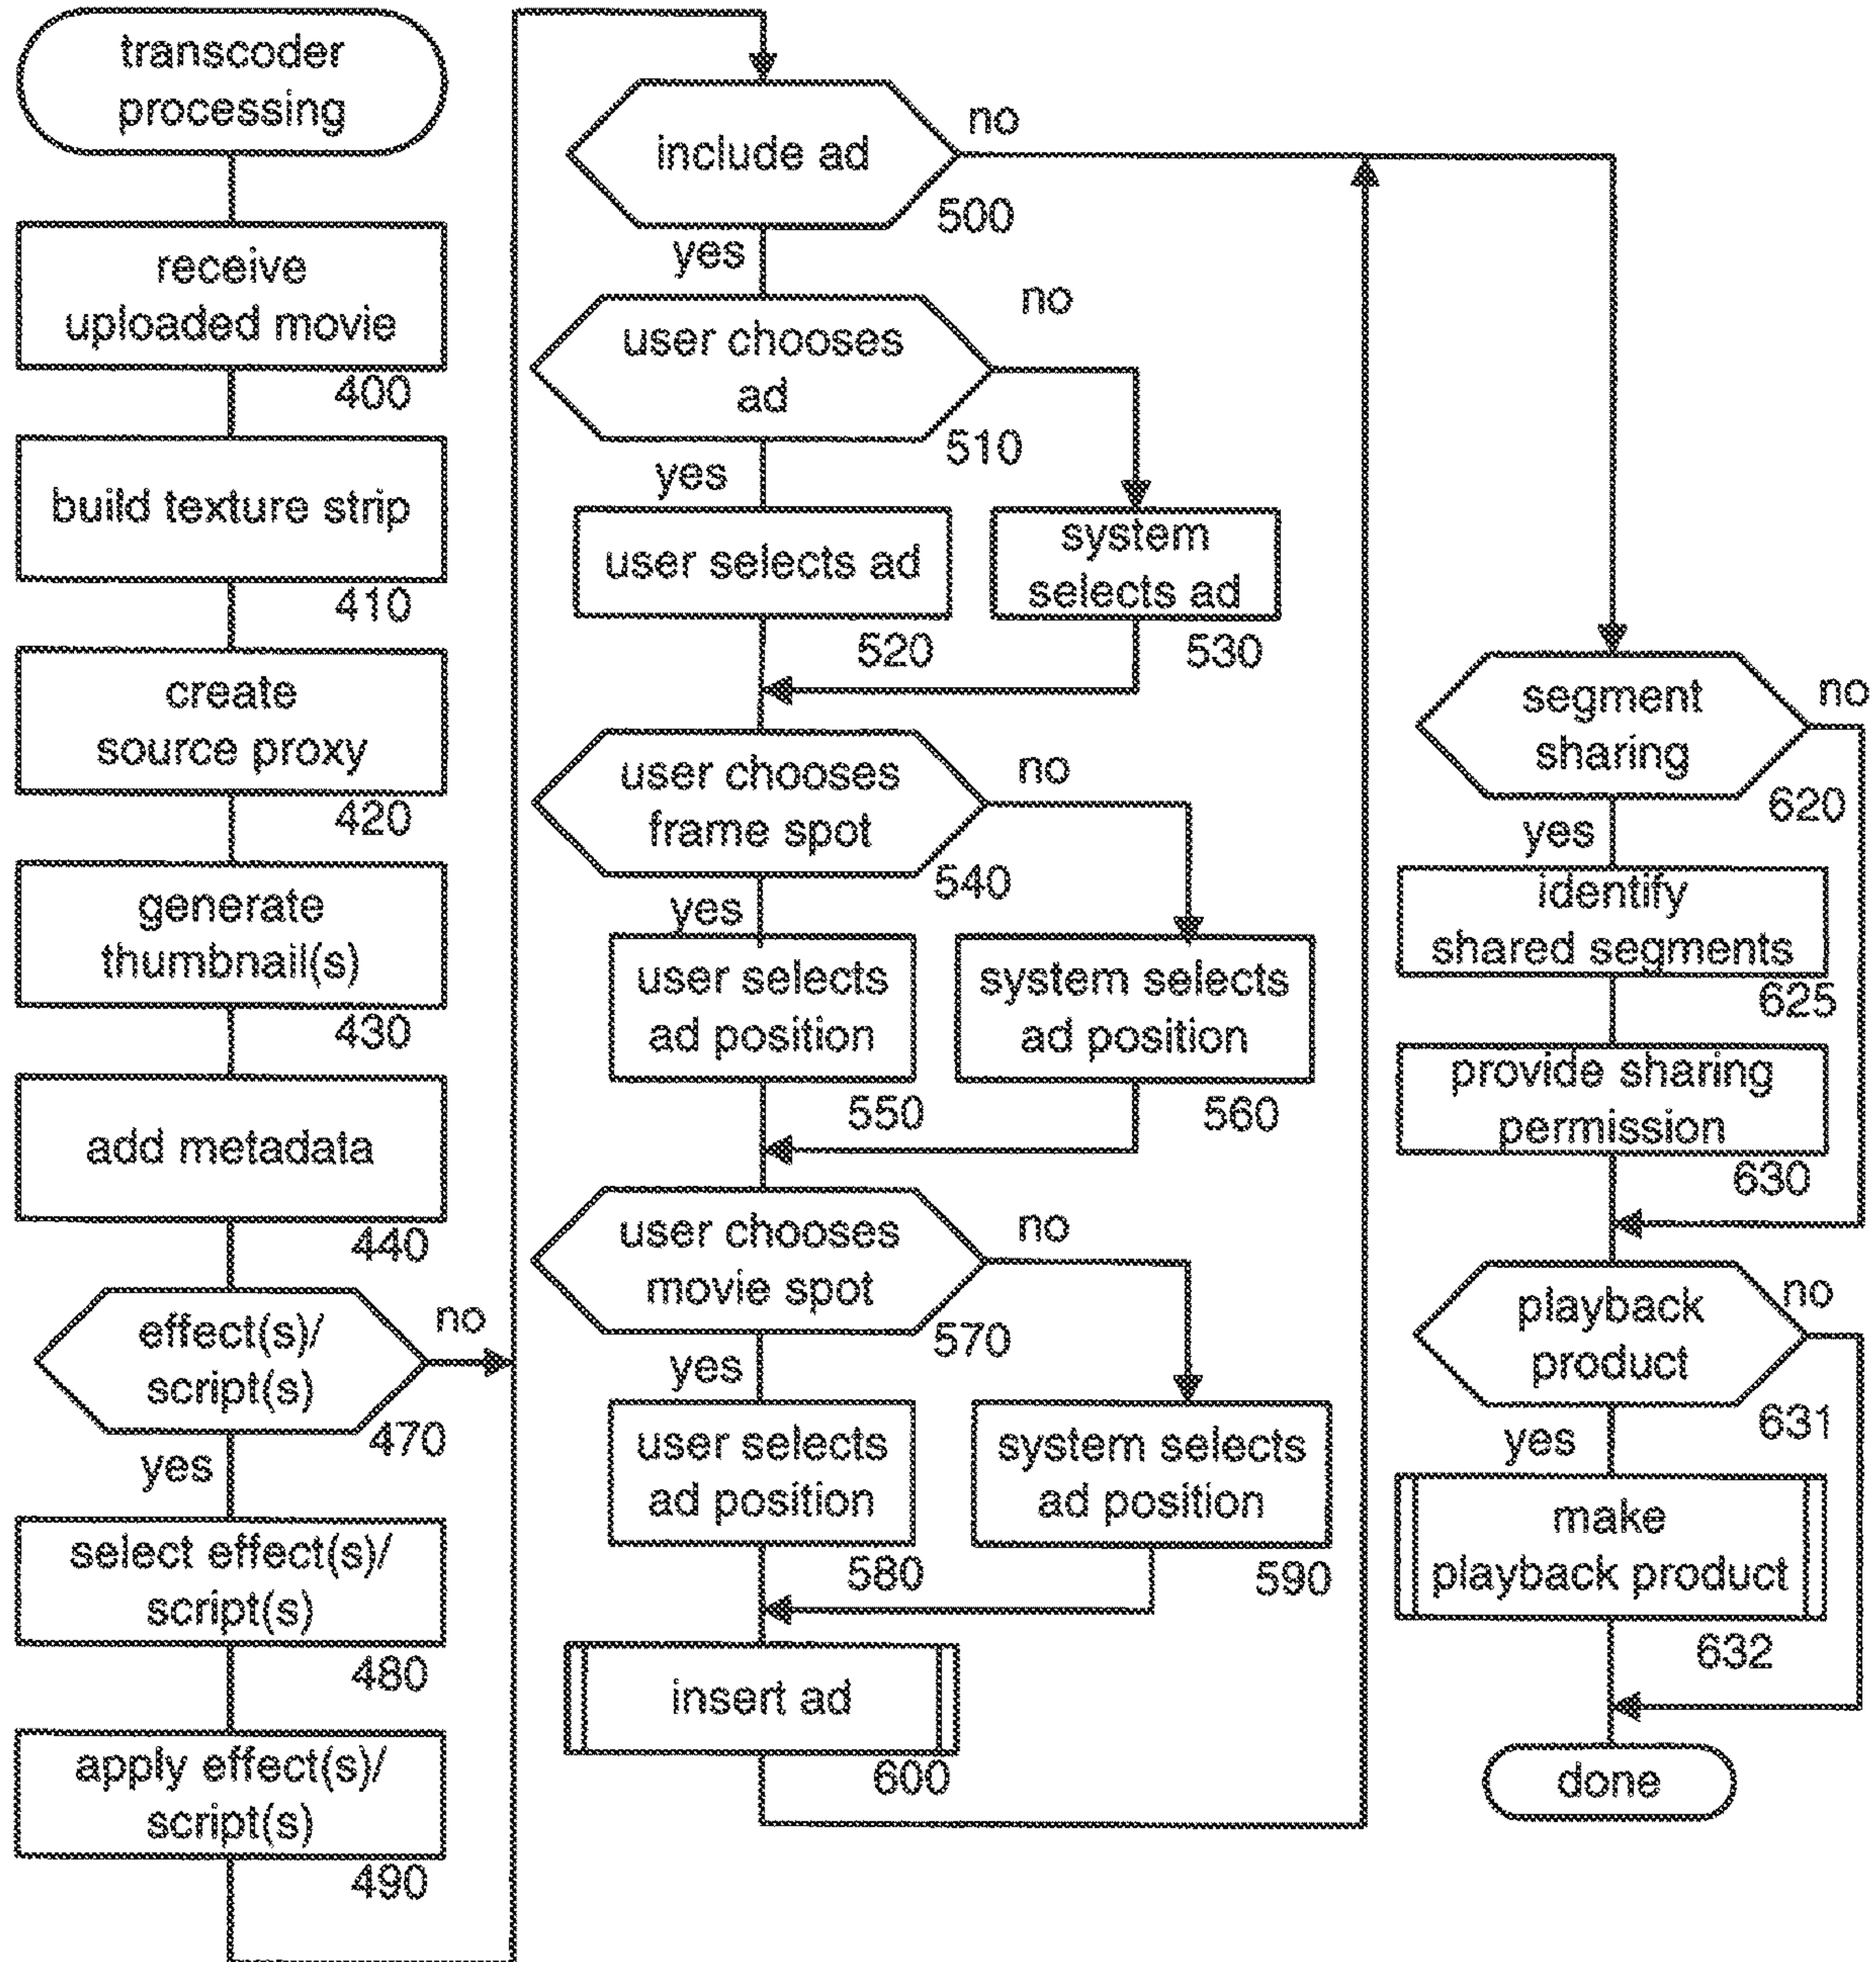 transcoder
processing
receive
uploaded movie
400
build texture strip
410
create
source proxy
420
generate
thumbnail(s)
430
add metadata
440
effect(s)/
script(s)
no
470
yes
select effect(s)/
script(s)
480
apply effect(s)/
script(s)
490
include ad
no
500
yes
user chooses
ad
no
510
yes
user selects ad
520
system
selects ad
530
user chooses
frame spot
no
540
yes
user selects
ad position
550
system selects
ad position
560
user chooses
movie spot
no
570
yes
user selects
ad position
580
system selects
ad position
590
insert ad
600
segment
sharing
no
620
yes
identify
shared segments
625
provide sharing
permission
630
playback
product
no
631
yes
make
playback product
632
done